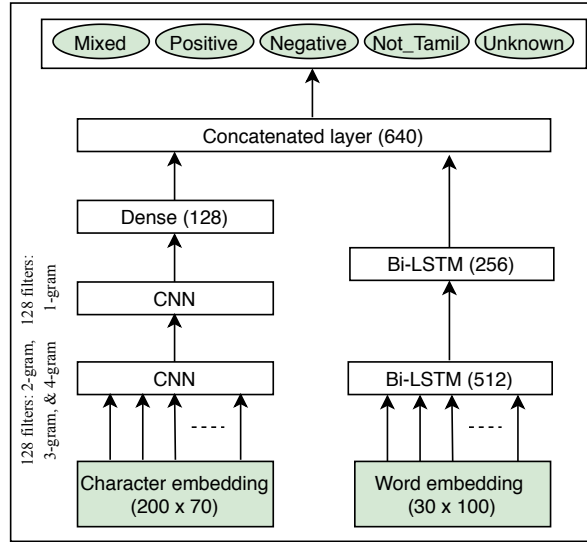 Mixed Positive Negative Not_Tamil Unknown
Concatenated layer (640)
Dense (128)
128 filters:
1-gram
CNN
Bi-LSTM (256)
128 filters: 2-gram,
3-gram, & 4-gram
CNN
Bi-LSTM (512)
Character embedding
(200 x 70)
Word embedding
(30 x 100)